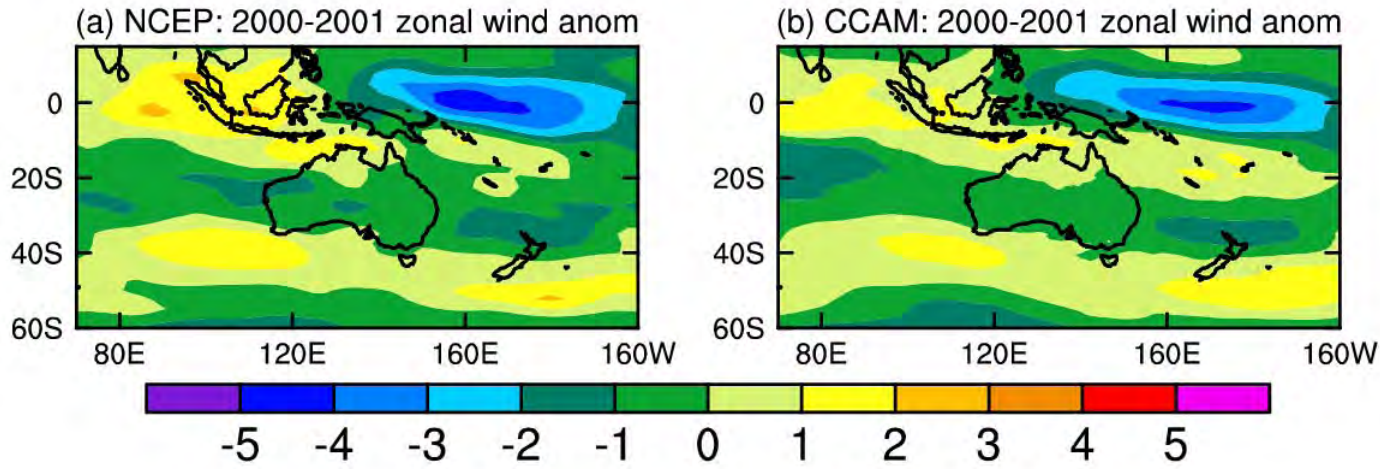 (a) NCEP: 2000-2001 zonal wind anom
(b) CCAM: 2000-2001 zonal wind anom
0
20S
40S
60S
80E 120E 160E 160W
0
20S
40S
60S
80E 120E 160E 160W
-5 -4 -3 -2 -1 0 1 2 3 4 5